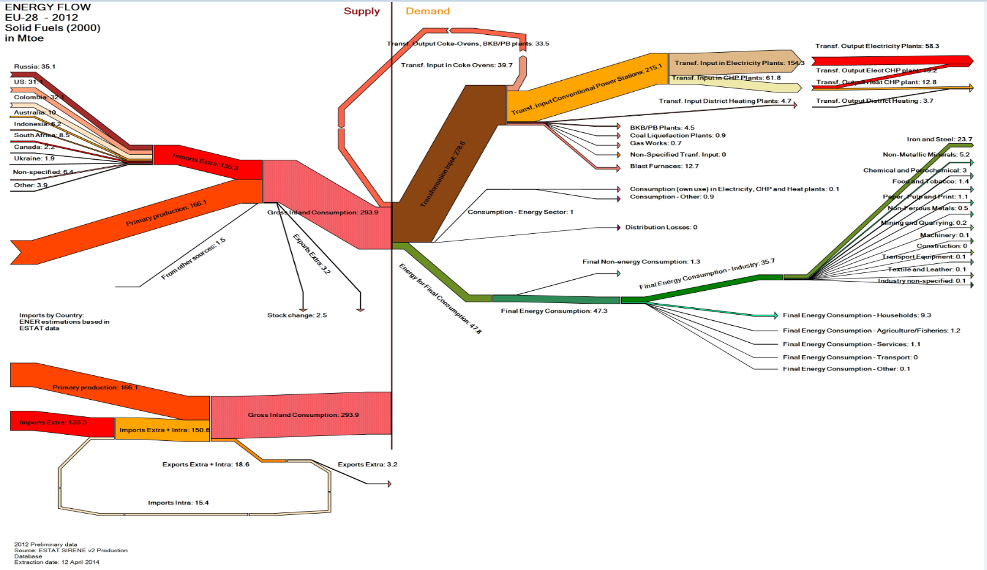 ENERGY FLOW
EU-28 - 2012
Solid Fuels (2000)
in Mtoe
Supply
Demand
Russia: 35.1
US: 31.1
Colombia: 32.1
Australia: 10
Indonesia: 6.2
South Africa: 8.5
Canada: 2.2
Ukraine: 1.9
Non-specified: 6.4
Other: 3.9
Imports Extra: 135.3
Primary production: 166.1
From other sources: 1.5
Exports Extra: 3.2
Stock change: 2.5
Gross Inland Consumption: 293.9
Imports by Country:
ENER estimations based in
ESTAT data
Transf. Output Coke-Ovens, BKB/PB plants: 33.5
Transf. Input in Coke Ovens: 39.7
Transf. Input Conventional Power Stations: 215.1
Transf. Input in Electricity Plants: 154.3
Transf. Input in CHP Plants: 61.8
Transf. Input District Heating Plants: 4.7
Transf. Output Electricity Plants: 58.3
Transf. Output Elect CHP plant:
Transf. Output Heat CHP plant: 12.8
Transf. Output District Heating : 3.7
BKB/PB Plants: 4.5
Coal Liquefaction Plants: 0.9
Gas Works: 0.7
Non-Specified Tranf. Input: 0
Blast Furnaces: 12.7
Consumption (own use) in Electricity, CHP and Heat plants: 0.1
Consumption - Other: 0.9
Consumption - Energy Sector: 1
Distribution Losses: 0
Energy for Final Consumption: 47.8
Final Non-energy Consumption: 1.3
Final Energy Consumption: 47.3
Final Energy Consumption - Industry: 35.7
Iron and Steel: 23.7
Non-Metallic Minerals: 5.2
Chemical and Petrochemical: 3
Food and Tobacco: 1.4
Paper, Pulp and Print: 1.1
Non-Ferrous Metals: 0.5
Mining and Quarrying: 0.2
Machinery: 0.1
Construction: 0
Transport Equipment: 0.1
Textile and Leather: 0.1
Industry non-specified: 0.1
Final Energy Consumption - Households: 9.3
Final Energy Consumption - Agriculture/Fisheries: 1.2
Final Energy Consumption - Services: 1.1
Final Energy Consumption - Transport: 0
Final Energy Consumption - Other: 0.1
Primary production: 166.1
Imports Extra: 135.3
Imports Extra + Intra: 150.6
Gross Inland Consumption: 293.9
Exports Extra + Intra: 18.6
Exports Extra: 3.2
Imports Intra: 15.4
2012 Preliminary data
Source: ESTAT SIRENE v2 Production
Database
Extraction date: 12 April 2014